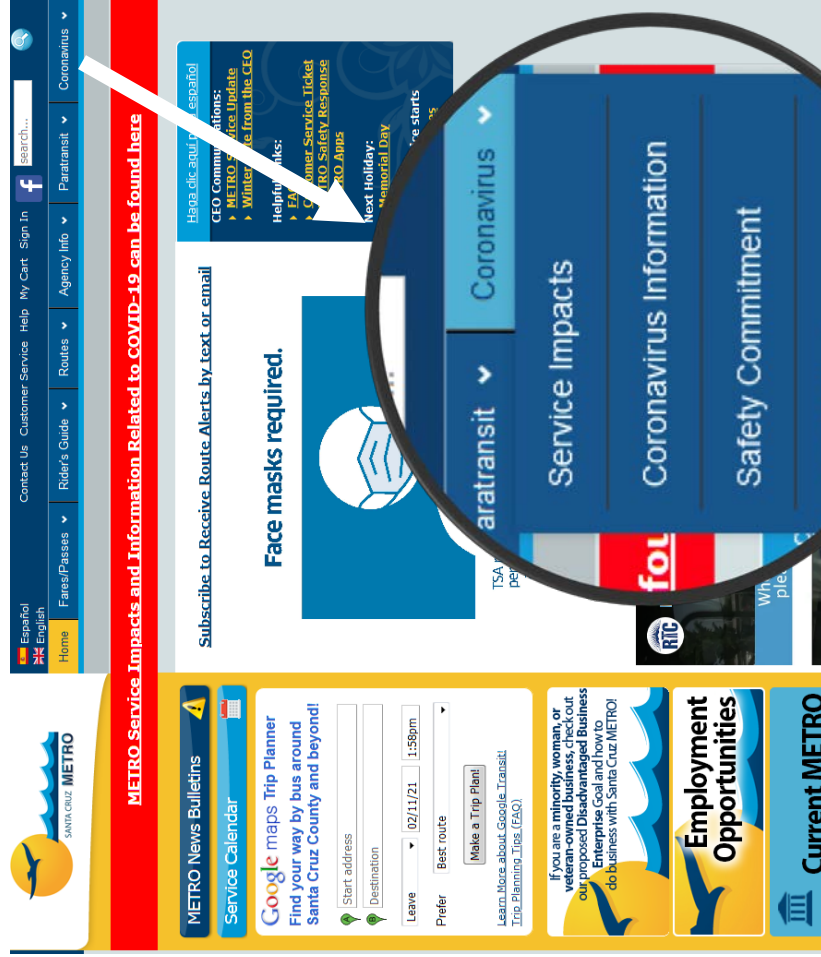 SANTA CRUZ METRO
Español
English
Contact Us Customer Service Help My Cart Sign In
search...
Home Fares/Passes Rider's Guide Routes Agency Info Paratransit Coronavirus
METRO Service Impacts and Information Related to COVID-19 can be found here
METRO News Bulletins
Service Calendar
Google maps Trip Planner
Find your way by bus around
Santa Cruz County and beyond!
A Start address
B Destination
Leave 02/11/21 1:58pm
Prefer Best route
Make a Trip Plan!
Learn More about Google Transit!
Trip Planning Tips (FAQ)
If you are a minority, woman, or
veteran-owned business, check out
our proposed Disadvantaged Business
Enterprise Goal and how to
do business with Santa Cruz METRO!
Employment
Opportunities
Current METRO
Subscribe to Receive Route Alerts by text or email
Face masks required.
TSA
RTC
Haga clic aquí español
CEO Communications:
METRO Service Update
Winter from the CEO
Helpful Links:
Customer Service Ticket
METRO Safety Response
Apps
Next Holiday:
Memorial Day
starts
aratransit Coronavirus
Service Impacts
Coronavirus Information
Safety Commitment
fou